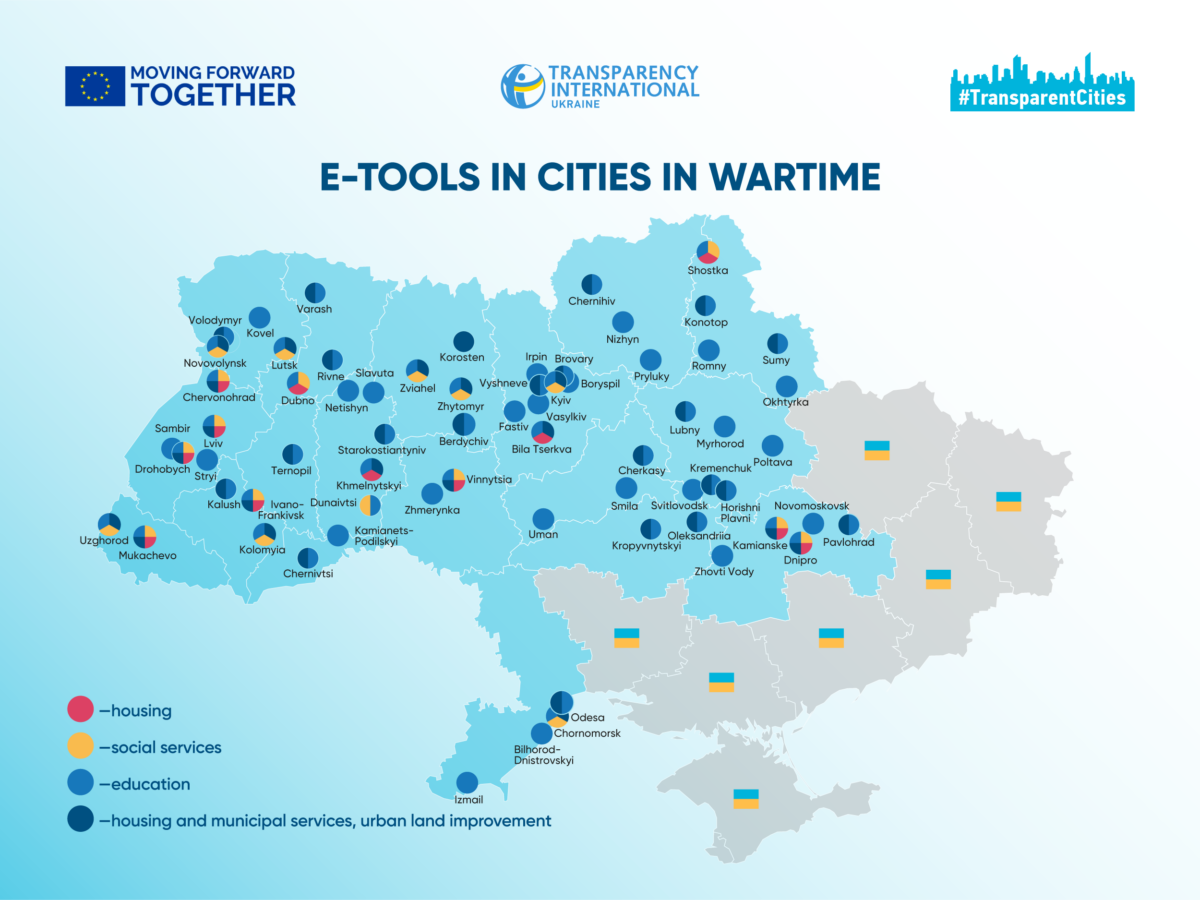 MOVING FORWARD
TOGETHER
TRANSPARENCY
INTERNATIONAL
UKRAINE
#TransparentCities
E-TOOLS IN CITIES IN WARTIME
Shostka
Chernihiv
Varash
Volodymyr
Kovel
Konotop
Nizhyn
Novovolynsk
Lutsk
Rivne
Slavuta
Korosten
Irpin
Brovary
Sumy
Romny
Pryluky
Zviahel
Vyshneve
Boryspil
Chervonohrad
Dubno
Netishyn
Zhytomyr
Kyiv
Okhtyrka
Vasylkiv
Fastiv
Sambir
Lviv
Starokostiantyniv
Berdychiv
Bila Tserkva
Lubny
Myrhorod
Poltava
Drohobych
Stryi
Ternopil
Khmelnytskyi
Vinnytsia
Cherkasy
Kremenchuk
Kalush
Ivano-
Frankivsk
Dunaivtsi
Zhmerynka
Smila
Svitlovodsk
Horishni
Plavni
Novomoskovsk
Uzghorod
Mukachevo
Kolomyia
Kamianets-
Podilskyi
Uman
Kropyvnytskyi
Oleksandriia
Kamianske
Pavlohrad
Dnipro
Chernivtsi
Zhovti Vody
Odesa
Chornomorsk
Bilhorod-
Dnistrovskyi
Izmail
—housing
—social services
—education
—housing and municipal services, urban land improvement